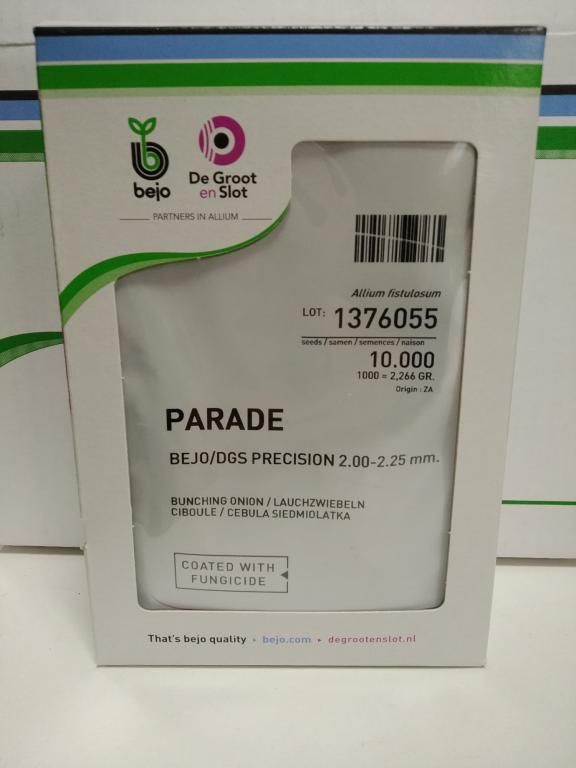 bejo
De Groot
en Slot
PARTNERS IN ALLIUM
Allium fistulosum
LOT: 1376055
seeds / samen / semences / nasion
10.000
1000 = 2,266 GR.
Origin : ZA
PARADE
BEJO/DGS PRECISION 2.00-2.25 mm.
BUNCHING ONION / LAUCHZWIEBELN
CIBOULE / CEBULA SIEDMIOLATKA
COATED WITH
FUNGICIDE
That's bejo quality • bejo.com ▸ degrootenslot.nl